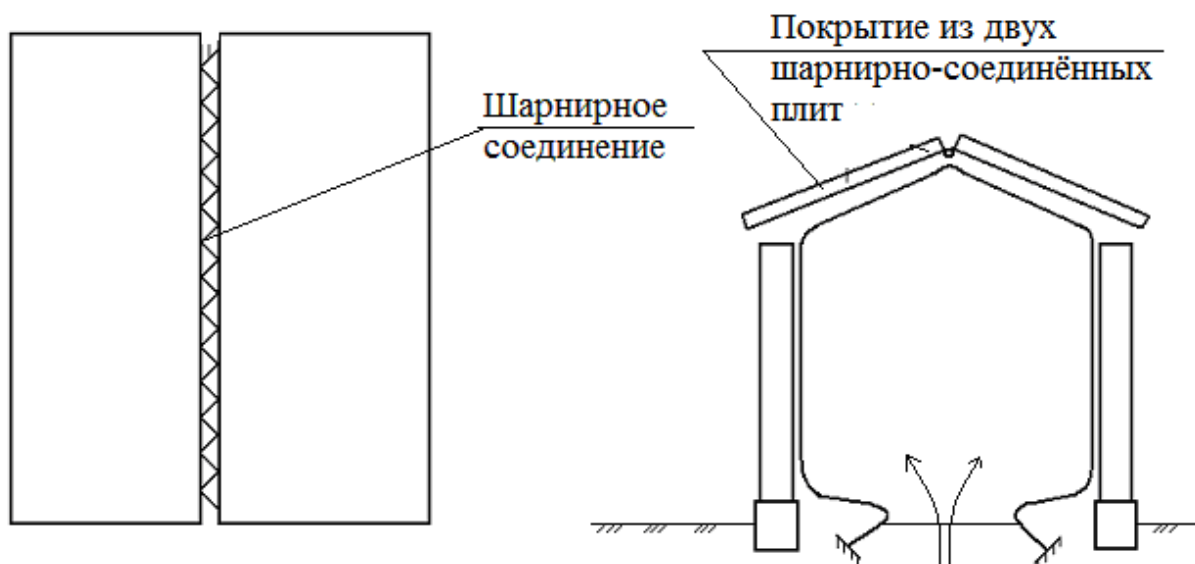 Шарнирное
соединение
Покрытие из двух
шарнирно-соединённых
плит